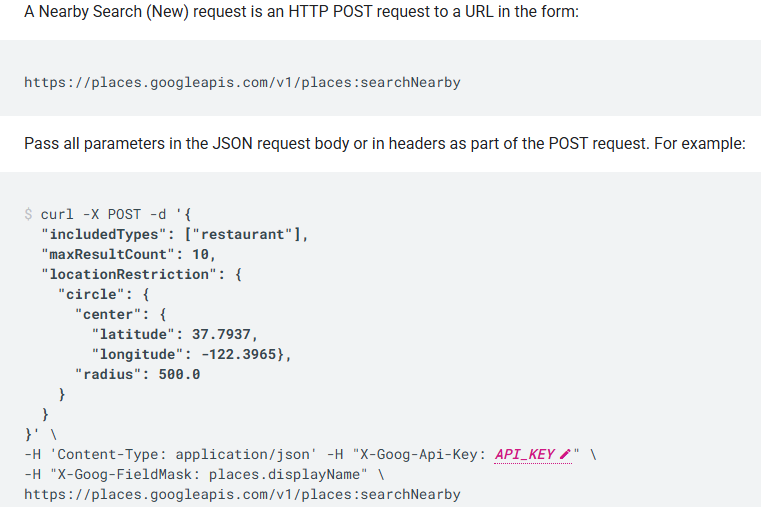 A Nearby Search (New) request is an HTTP POST request to a URL in the form:
https://places.googleapis.com/v1/places:searchNearby
Pass all parameters in the JSON request body or in headers as part of the POST request. For example:
$ curl -X POST -d '{
  "includedTypes": ["restaurant"],
  "maxResultCount": 10,
  "locationRestriction": {
    "circle": {
      "center": {
        "latitude": 37.7937,
        "longitude": -122.3965},
      "radius": 500.0
    }
  }
}' \
-H 'Content-Type: application/json' -H "X-Goog-Api-Key: API_KEY" \
-H "X-Goog-FieldMask: places.displayName" \
https://places.googleapis.com/v1/places:searchNearby